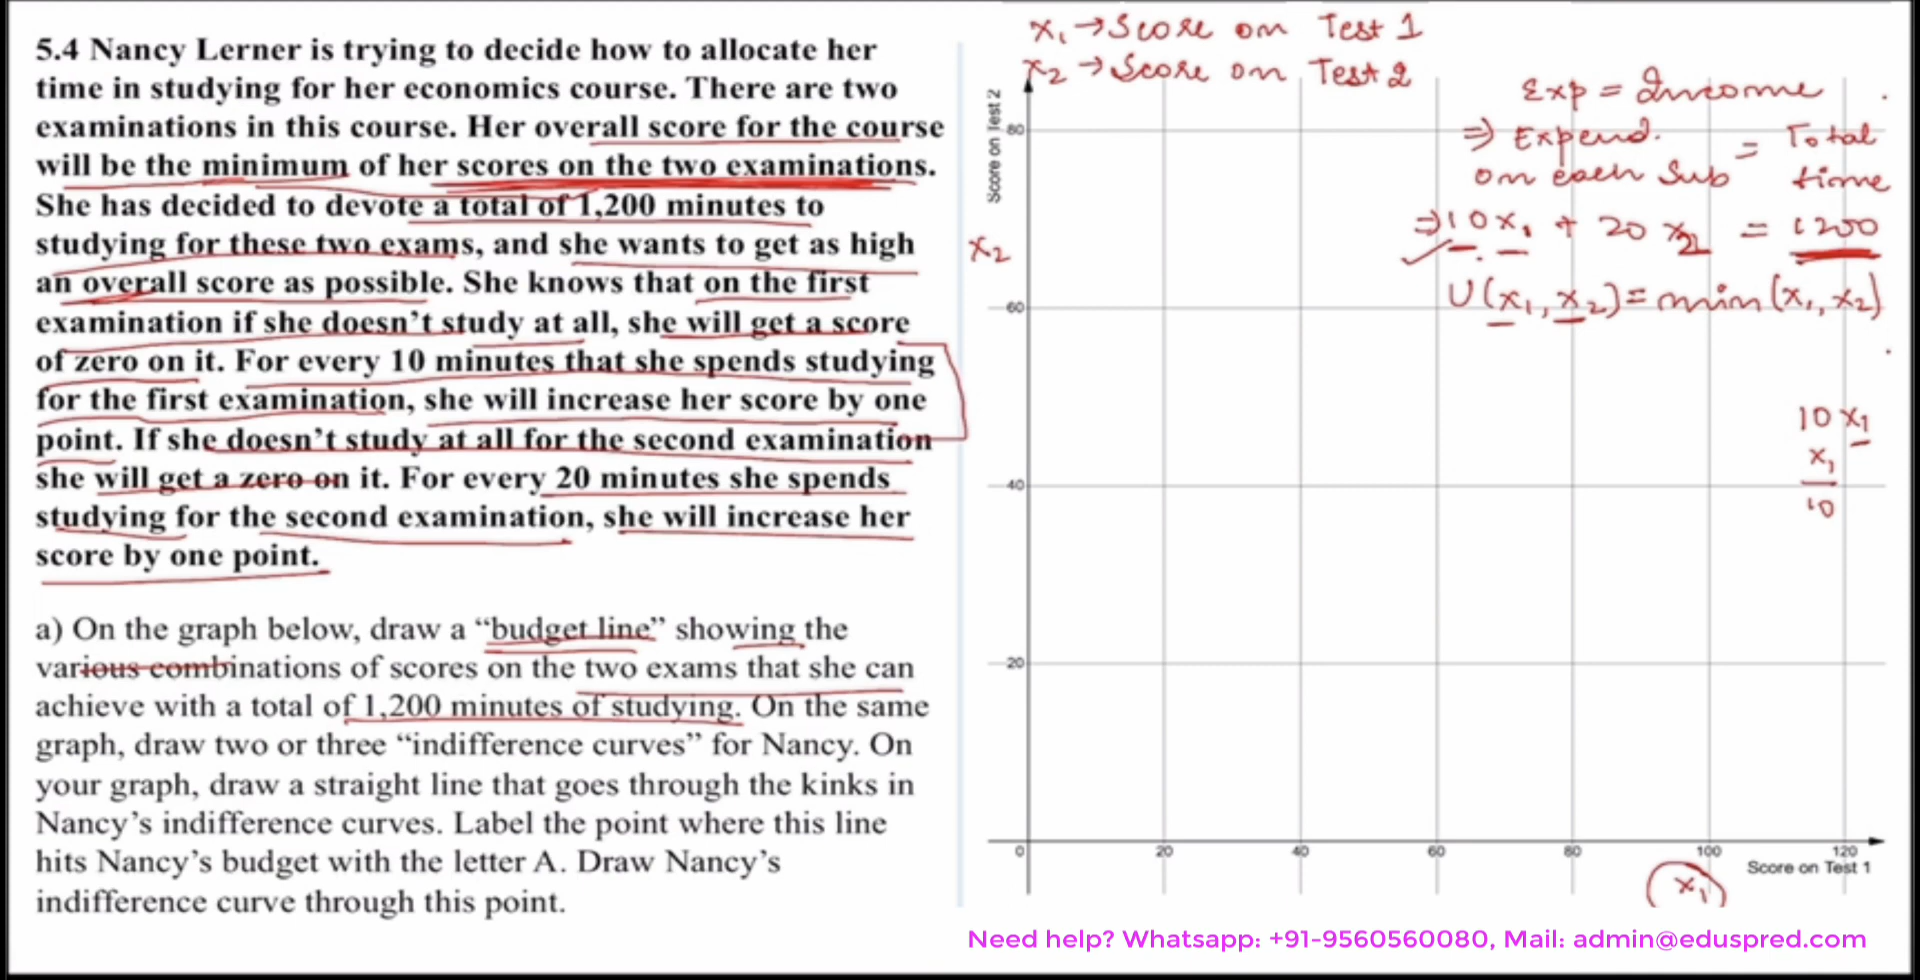 5.4 Nancy Lerner is trying to decide how to allocate her
time in studying for her economics course. There are two
examinations in this course. Her overall score for the course
will be the minimum of her scores on the two examinations.
She has decided to devote a total of 1,200 minutes to
studying for these two exams, and she wants to get as high
an overall score as possible. She knows that on the first
examination if she doesn't study at all, she will get a score
of zero on it. For every 10 minutes that she spends studying
for the first examination, she will increase her score by one
point. If she doesn't study at all for the second examination
she will get a zero on it. For every 20 minutes she spends
studying for the second examination, she will increase her
score by one point.
a) On the graph below, draw a “budget line” showing the
various combinations of scores on the two exams that she can
achieve with a total of 1,200 minutes of studying. On the same
graph, draw two or three “indifference curves” for Nancy. On
your graph, draw a straight line that goes through the kinks in
Nancy's indifference curves. Label the point where this line
hits Nancy's budget with the letter A. Draw Nancy's
indifference curve through this point.
x₁ → Score on Test 1
x₂ → Score on Test 2
Exp = Income
⇒ Expend. on each Sub = Total time
⇒ 10x₁ + 20x₂ = 1200
U(x₁, x₂) = min(x₁, x₂)
10 x₁
x₁
10
Score on Test 2
x₂
80
60
40
20
0 20 40 60 80 100 120
Score on Test 1
x₁
Need help? Whatsapp: +91-9560560080, Mail: admin@eduspred.com